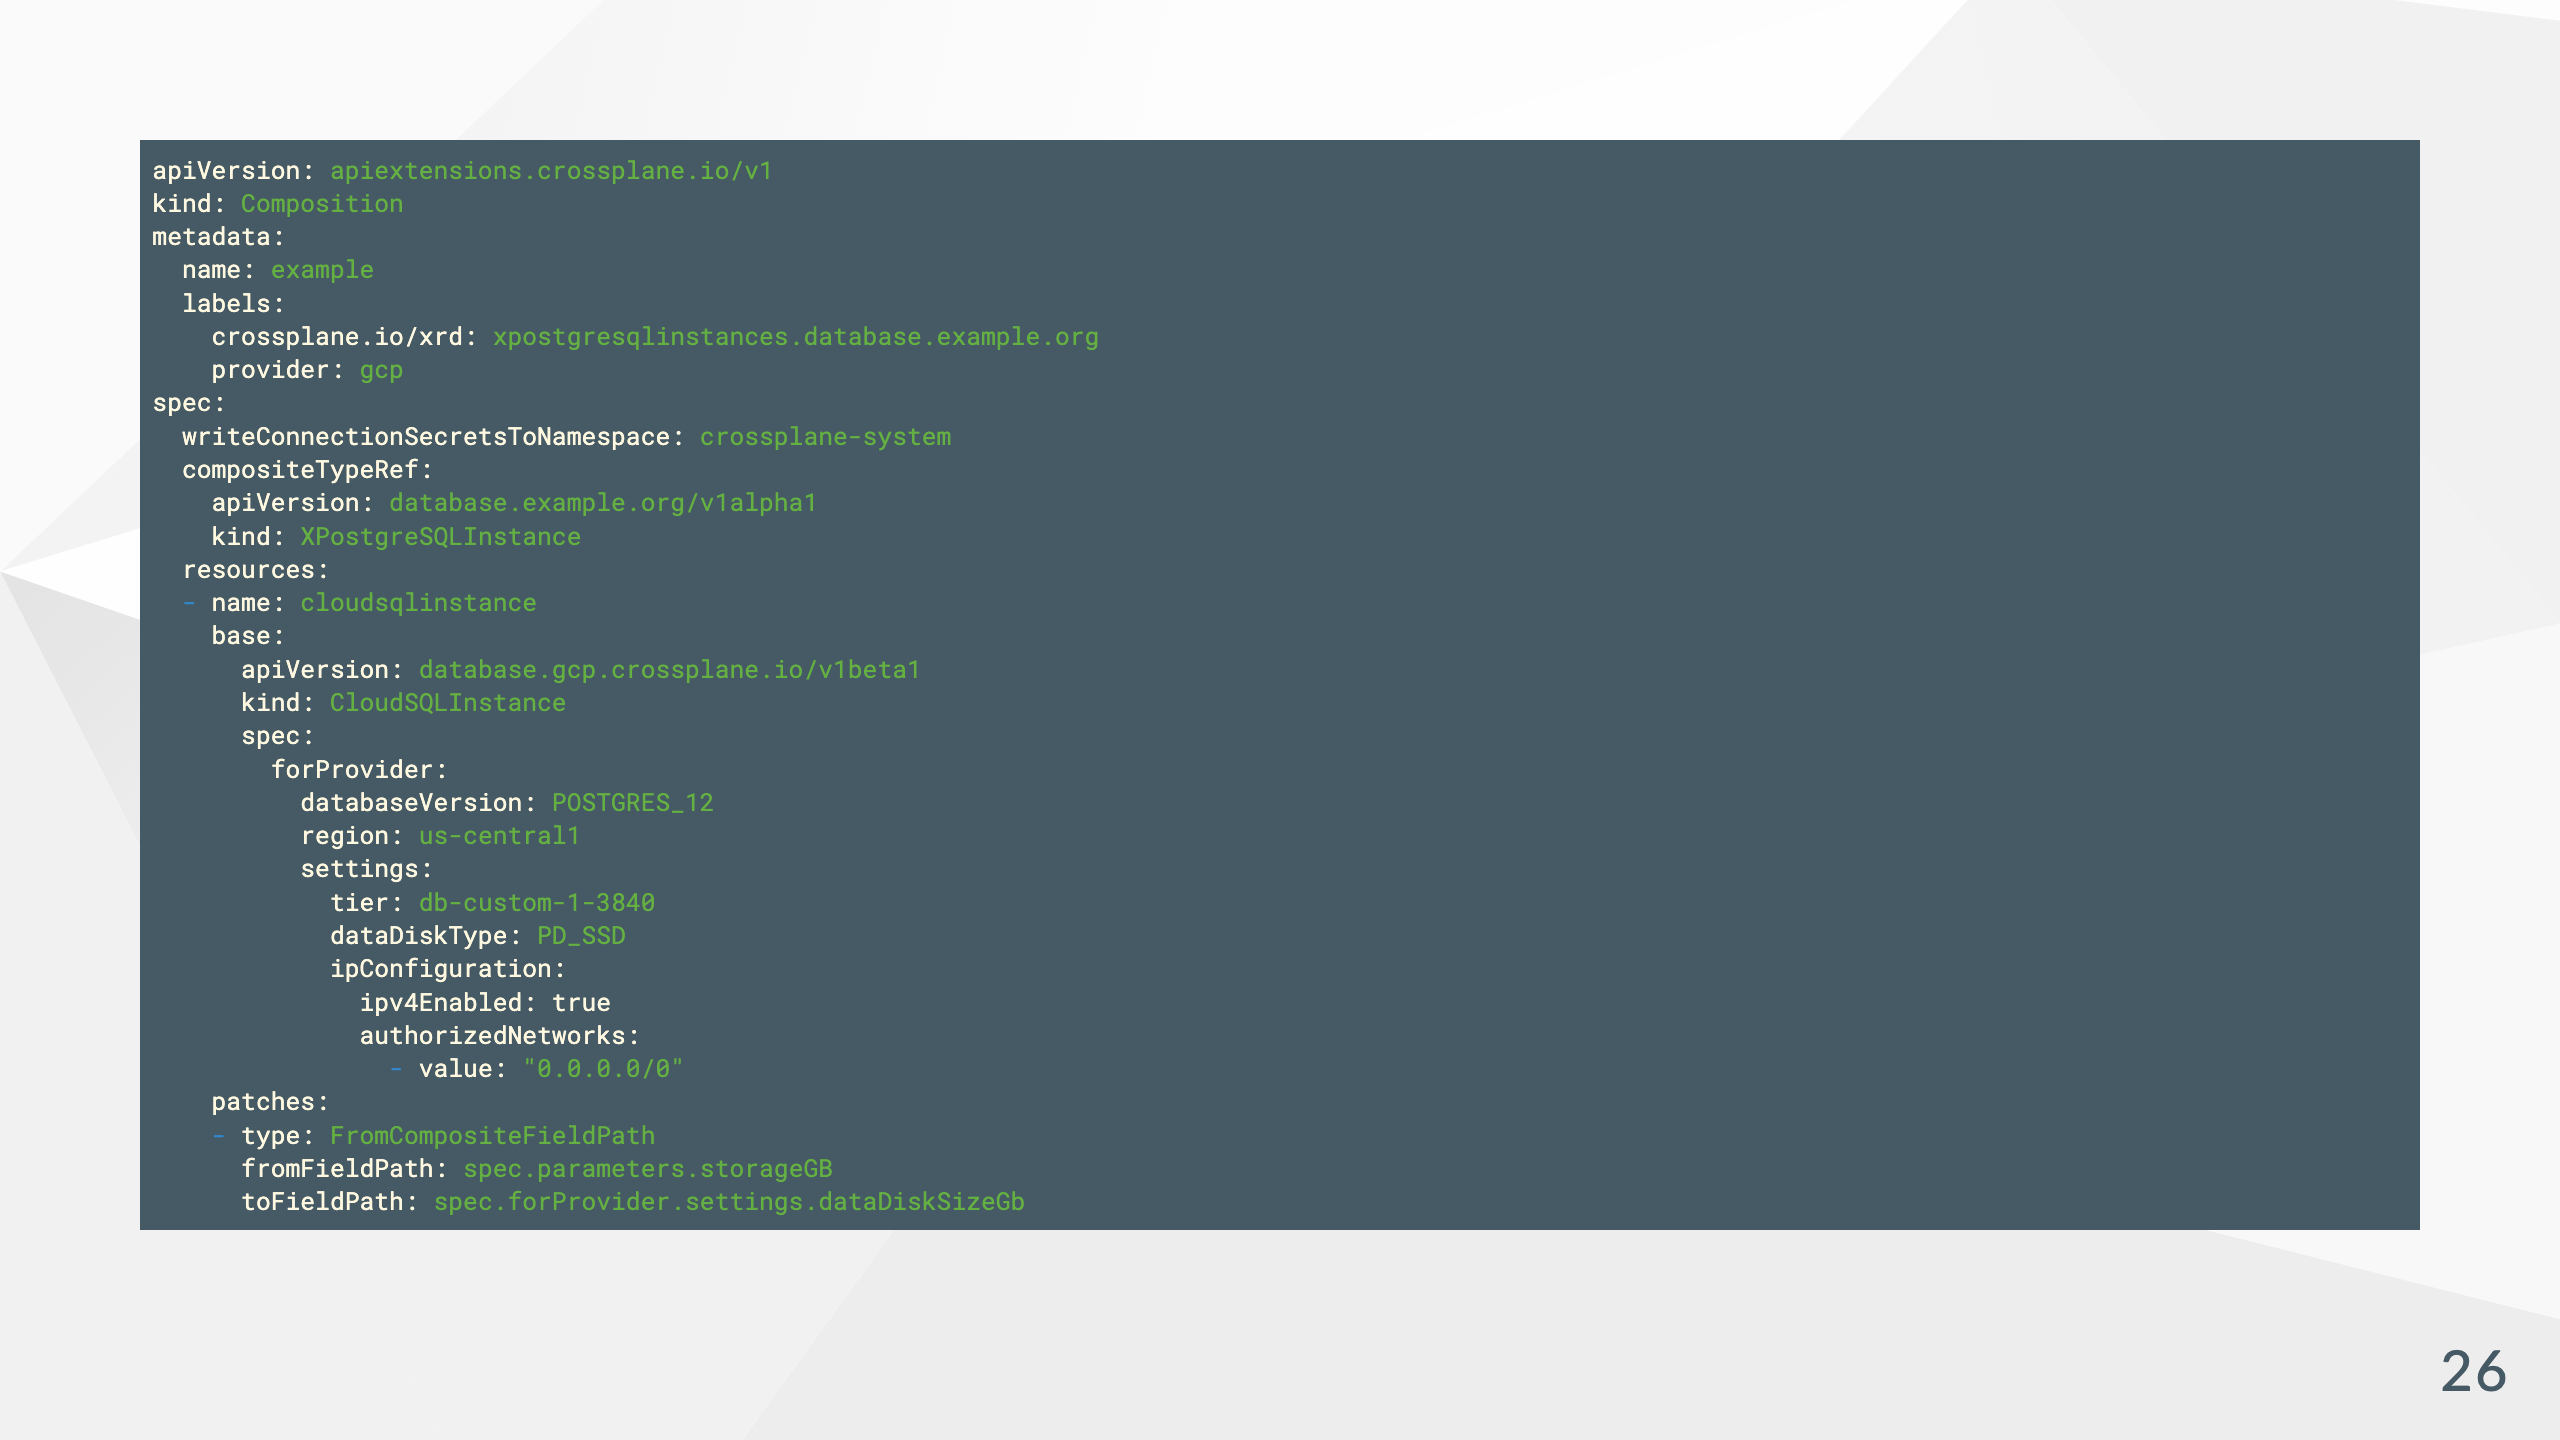 apiVersion: apiextensions.crossplane.io/v1
kind: Composition
metadata:
  name: example
  labels:
    crossplane.io/xrd: xpostgresqlinstances.database.example.org
    provider: gcp
spec:
  writeConnectionSecretsToNamespace: crossplane-system
  compositeTypeRef:
    apiVersion: database.example.org/v1alpha1
    kind: XPostgreSQLInstance
  resources:
  - name: cloudsqlinstance
    base:
      apiVersion: database.gcp.crossplane.io/v1beta1
      kind: CloudSQLInstance
      spec:
        forProvider:
          databaseVersion: POSTGRES_12
          region: us-central1
          settings:
            tier: db-custom-1-3840
            dataDiskType: PD_SSD
            ipConfiguration:
              ipv4Enabled: true
              authorizedNetworks:
                - value: "0.0.0.0/0"
    patches:
    - type: FromCompositeFieldPath
      fromFieldPath: spec.parameters.storageGB
      toFieldPath: spec.forProvider.settings.dataDiskSizeGb
26